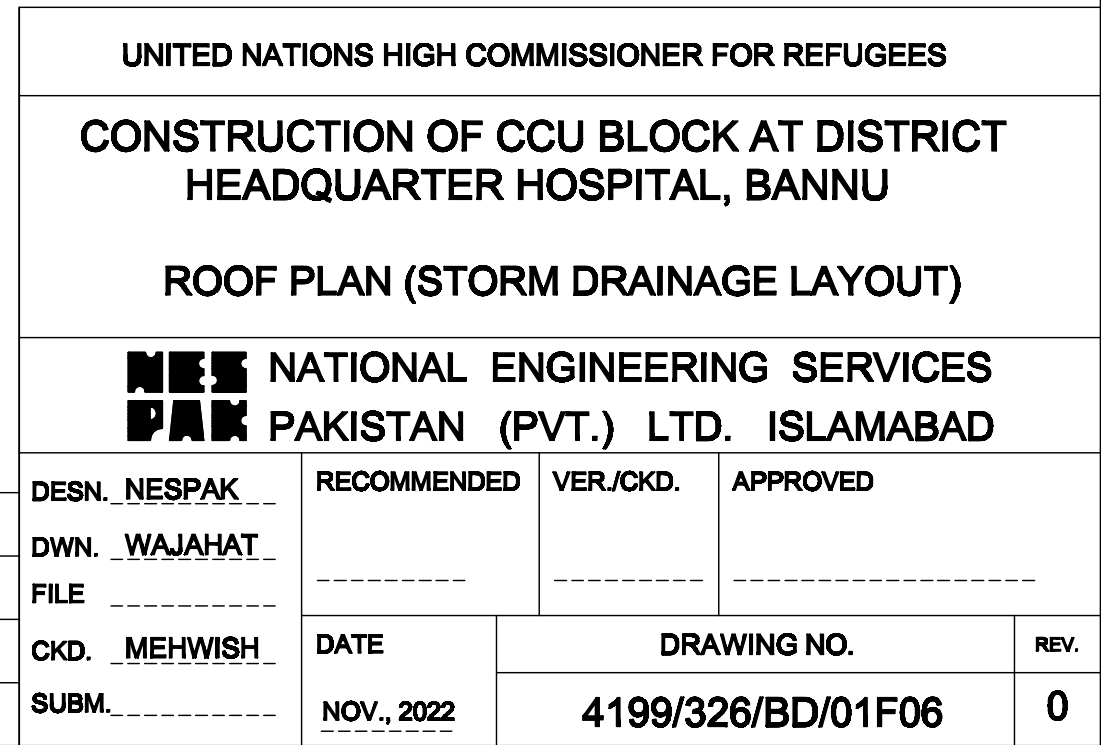 UNITED NATIONS HIGH COMMISSIONER FOR REFUGEES
CONSTRUCTION OF CCU BLOCK AT DISTRICT
HEADQUARTER HOSPITAL, BANNU
ROOF PLAN (STORM DRAINAGE LAYOUT)
NES
PAK
NATIONAL ENGINEERING SERVICES
PAKISTAN (PVT.) LTD. ISLAMABAD
DESN. NESPAK
DWN. WAJAHAT
FILE
CKD. MEHWISH
SUBM.
RECOMMENDED
VER./CKD.
APPROVED
DATE
NOV., 2022
DRAWING NO.
4199/326/BD/01F06
REV.
0